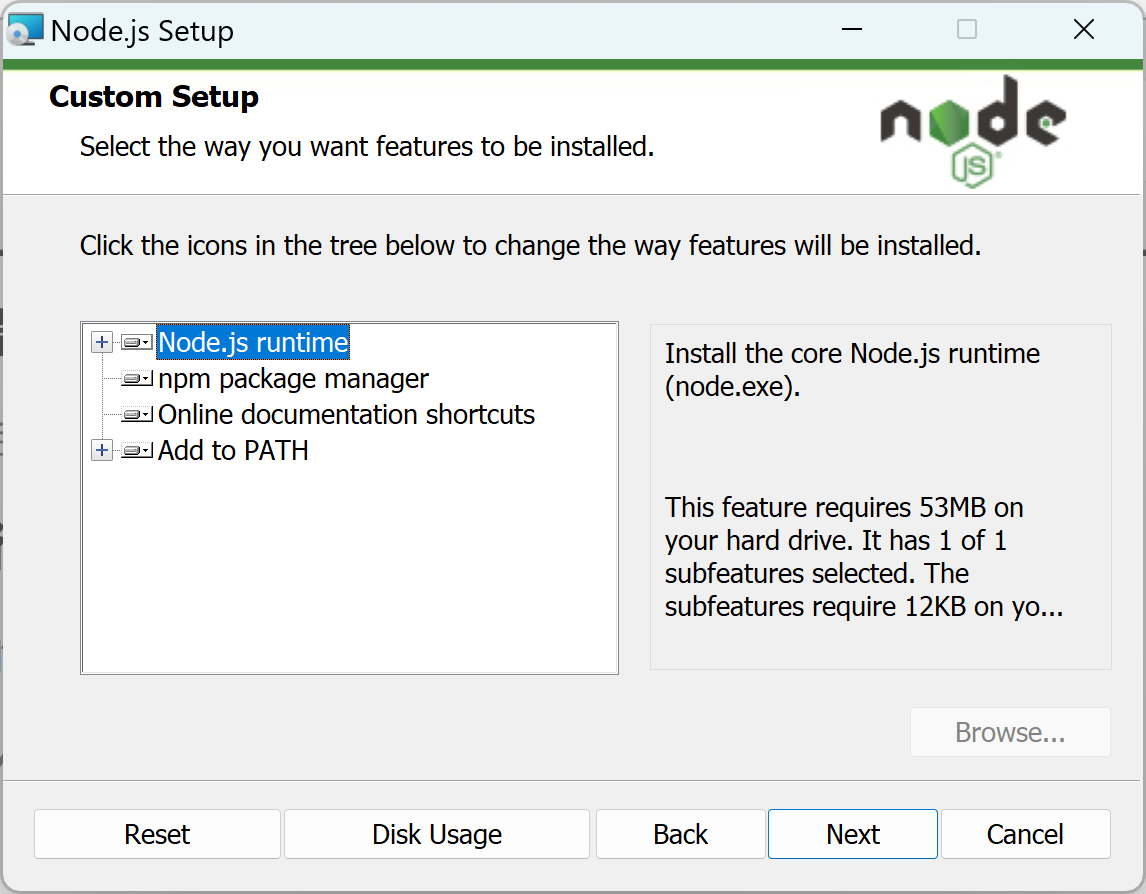 Node.js Setup
Custom Setup
Select the way you want features to be installed.
node
JS
®
Click the icons in the tree below to change the way features will be installed.
Node.js runtime
npm package manager
Online documentation shortcuts
Add to PATH
Install the core Node.js runtime
(node.exe).
This feature requires 53MB on
your hard drive. It has 1 of 1
subfeatures selected. The
subfeatures require 12KB on yo...
Browse...
Reset
Disk Usage
Back
Next
Cancel